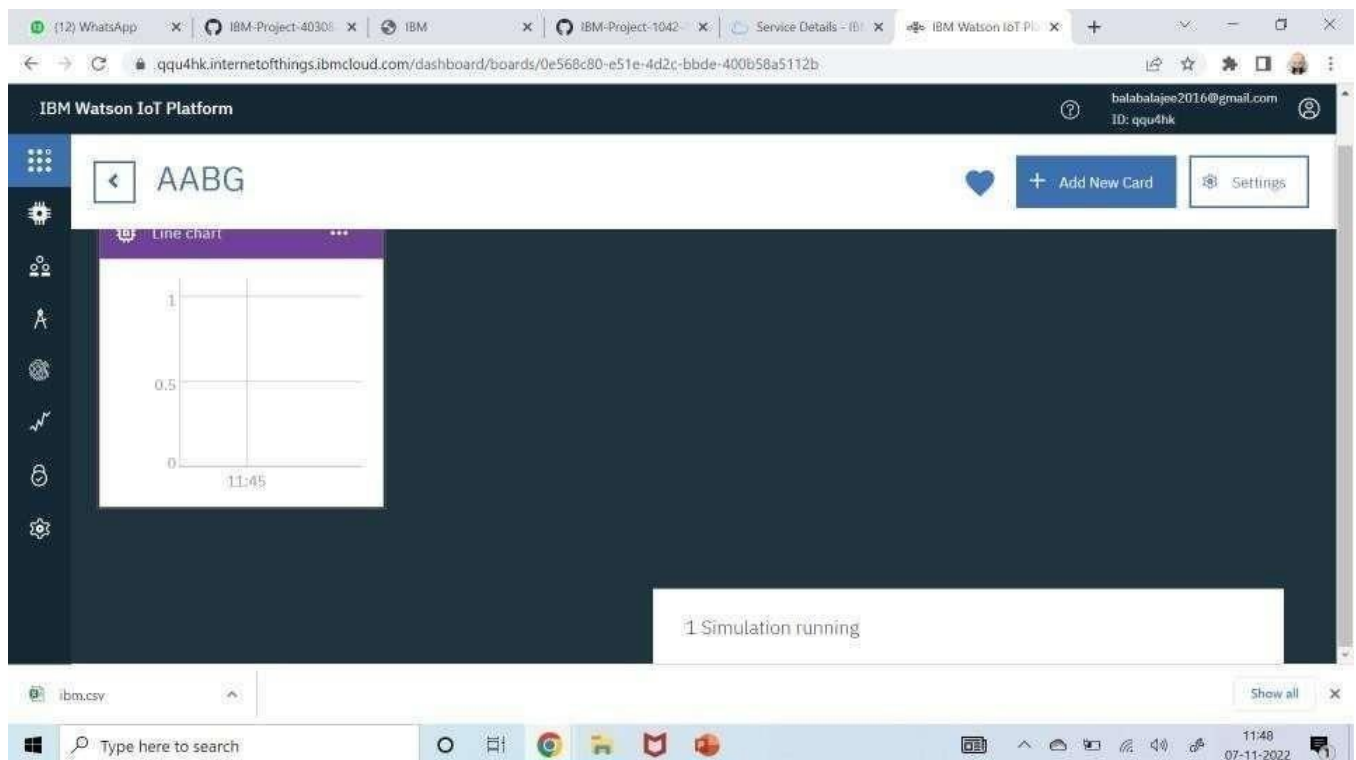 (12) WhatsApp
IBM-Project-40308
IBM
IBM-Project-1042
Service Details - IB
IBM Watson IoT Pl
qqu4hk.internetofthings.ibmcloud.com/dashboard/boards/0e568c80-e51e-4d2c-bbde-400b58a5112b
IBM Watson IoT Platform
balabalajee2016@gmail.com
ID: qqu4hk
AABG
+ Add New Card
Settings
Line chart
1
0.5
0
11:45
1 Simulation running
ibm.csv
Show all
Type here to search
11:48
07-11-2022
1